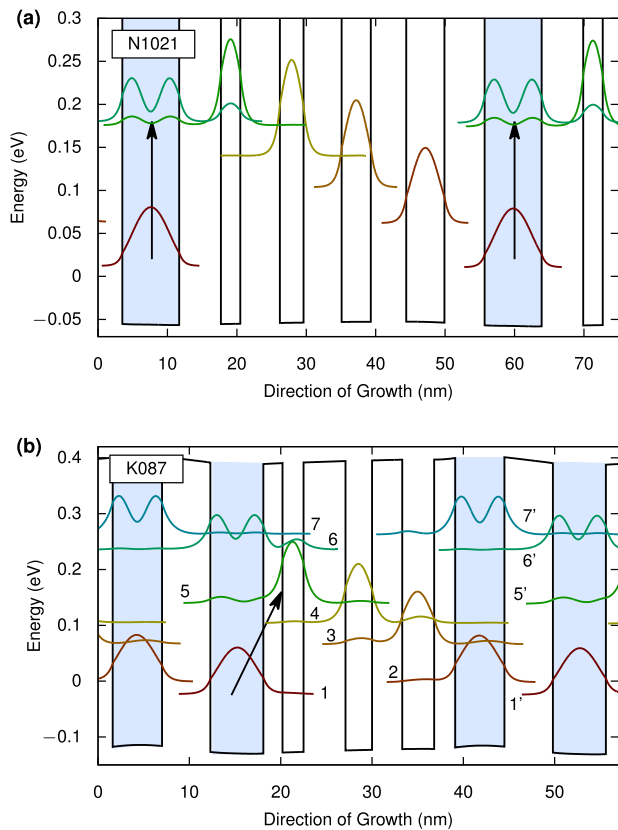 (a)
N1021
0.3
0.25
0.2
0.15
0.1
0.05
0
−0.05
Energy (eV)
0 10 20 30 40 50 60 70
Direction of Growth (nm)
(b)
K087
0.4
0.3
0.2
0.1
0
−0.1
Energy (eV)
7 7'
6 6'
5 5'
4
3
2
1 1'
0 10 20 30 40 50
Direction of Growth (nm)